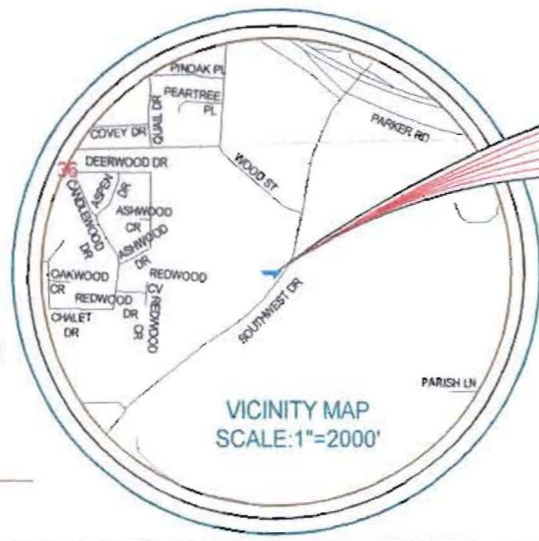 PINOAK PL
PEARTREE
PL
QUAIL DR
COVEY DR
PARKER RD
DEERWOOD DR
WOOD ST
36
ASPEN
DR
CANDLEWOOD
DR
ASHWOOD
CR
ASHWOOD
DR
OAKWOOD
CR
REDWOOD
CV
REDWOOD
DR
REDWOOD
CR
CHALET
DR
SOUTHWEST DR
PARISH LN
VICINITY MAP
SCALE:1"=2000'